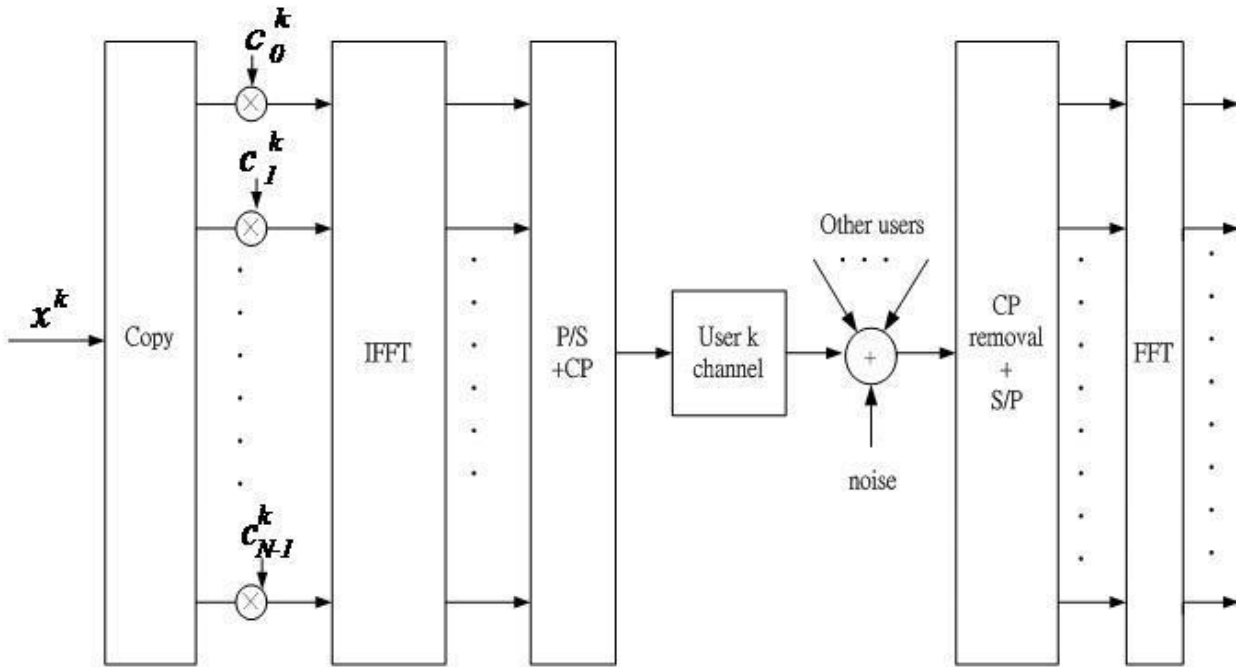 C_0^k
C_1^k
x^k
C_{N-1}^k
Copy
IFFT
P/S
+CP
User k
channel
Other users
+
noise
CP
removal
+
S/P
FFT